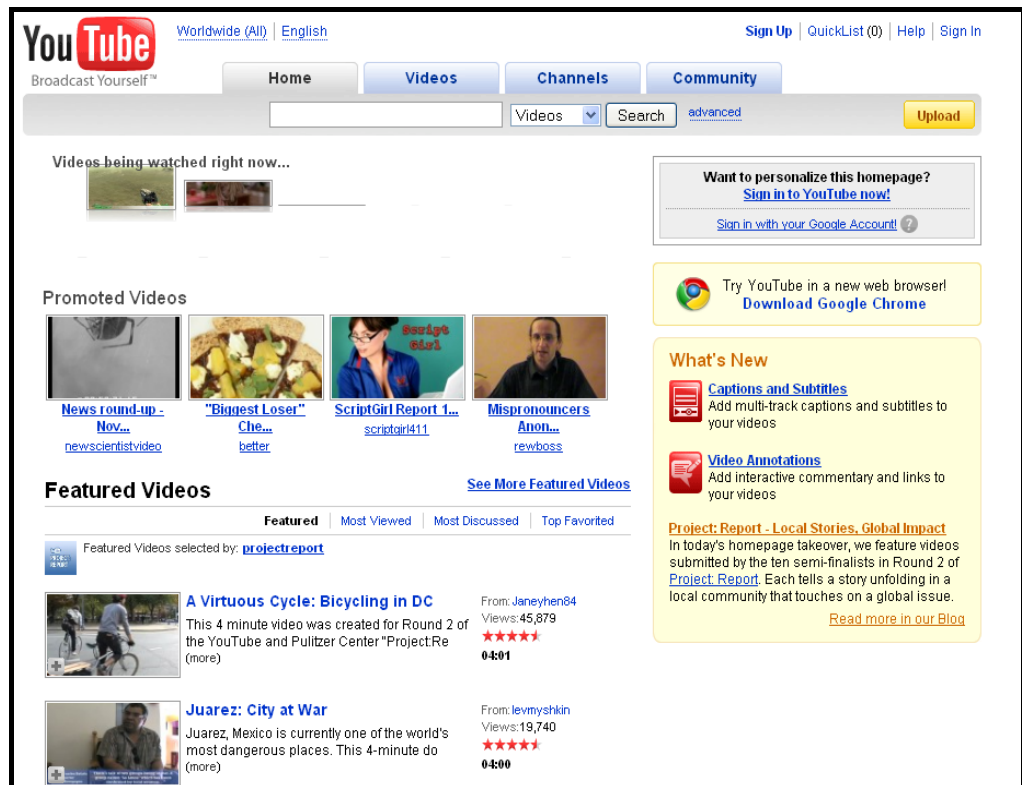 You Tube
Broadcast Yourself™
Worldwide (All) English
Sign Up QuickList (0) Help Sign In
Home Videos Channels Community
Videos Search advanced Upload
Videos being watched right now...
Want to personalize this homepage?
Sign in to YouTube now!
Sign in with your Google Account! ?
Try YouTube in a new web browser!
Download Google Chrome
Promoted Videos
Script
Girl
News round-up -
Nov...
newscientistvideo
"Biggest Loser"
Che...
better
ScriptGirl Report 1...
scriptgirl411
Mispronouncers
Anon...
rewboss
What's New
Captions and Subtitles
Add multi-track captions and subtitles to
your videos
Video Annotations
Add interactive commentary and links to
your videos
Project: Report - Local Stories, Global Impact
In today's homepage takeover, we feature videos
submitted by the ten semi-finalists in Round 2 of
Project: Report. Each tells a story unfolding in a
local community that touches on a global issue.
Read more in our Blog
Featured Videos
See More Featured Videos
Featured Most Viewed Most Discussed Top Favorited
Featured Videos selected by: projectreport
A Virtuous Cycle: Bicycling in DC
This 4 minute video was created for Round 2 of
the YouTube and Pulitzer Center "Project:Re
(more)
From: Janeyhen84
Views: 45,879
04:01
Juarez: City at War
Juarez, Mexico is currently one of the world's
most dangerous places. This 4-minute do
(more)
From: levmyshkin
Views: 19,740
04:00